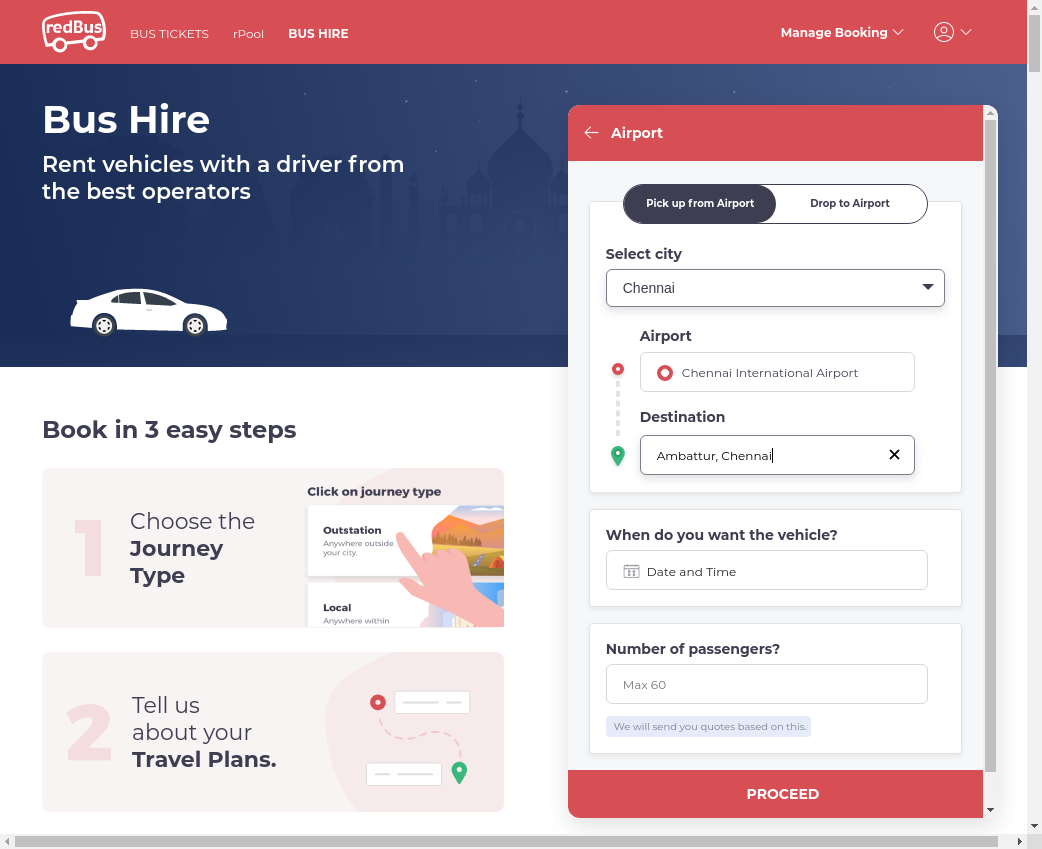 redBus
BUS TICKETS
rPool
BUS HIRE
Manage Booking
Bus Hire
Rent vehicles with a driver from
the best operators
Airport
Pick up from Airport
Drop to Airport
Select city
Chennai
Airport
Chennai International Airport
Destination
Ambattur, Chennai
When do you want the vehicle?
Date and Time
Number of passengers?
Max 60
We will send you quotes based on this.
PROCEED
Book in 3 easy steps
1
Choose the
Journey
Type
Click on journey type
Outstation
Anywhere outside
your city.
Local
Anywhere within
2
Tell us
about your
Travel Plans.